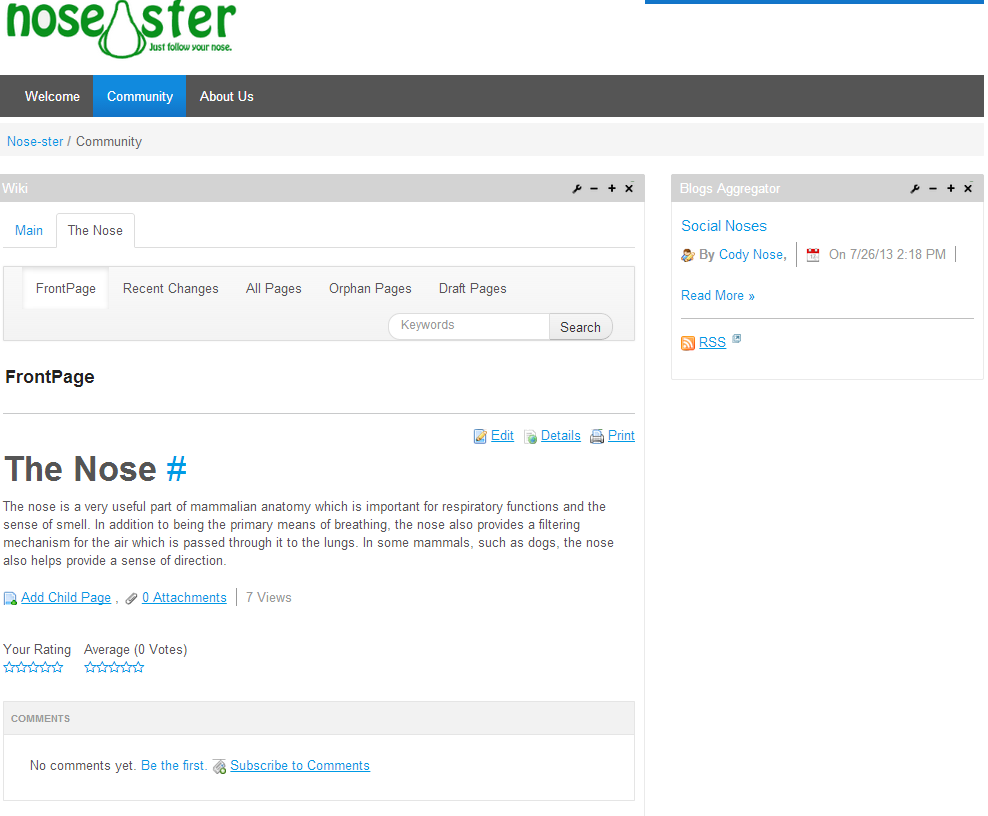 nose-ster
Just follow your nose.
Welcome Community About Us
Nose-ster / Community
Wiki
Main The Nose
FrontPage Recent Changes All Pages Orphan Pages Draft Pages
Keywords Search
FrontPage
Edit Details Print
The Nose #
The nose is a very useful part of mammalian anatomy which is important for respiratory functions and the
sense of smell. In addition to being the primary means of breathing, the nose also provides a filtering
mechanism for the air which is passed through it to the lungs. In some mammals, such as dogs, the nose
also helps provide a sense of direction.
Add Child Page , 0 Attachments 7 Views
Your Rating Average (0 Votes)
COMMENTS
No comments yet. Be the first. Subscribe to Comments
Blogs Aggregator
Social Noses
By Cody Nose, On 7/26/13 2:18 PM
Read More »
RSS